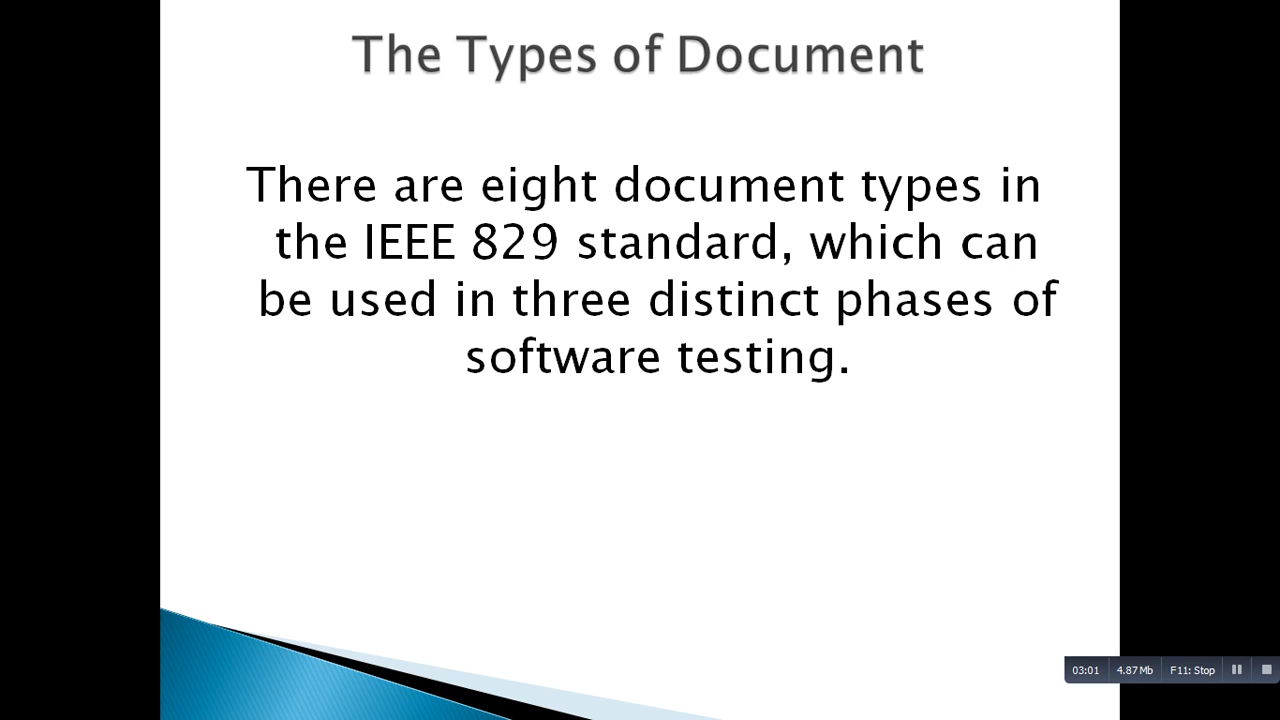 The Types of Document
There are eight document types in
the IEEE 829 standard, which can
be used in three distinct phases of
software testing.
03:01 4.87 Mb F11: Stop